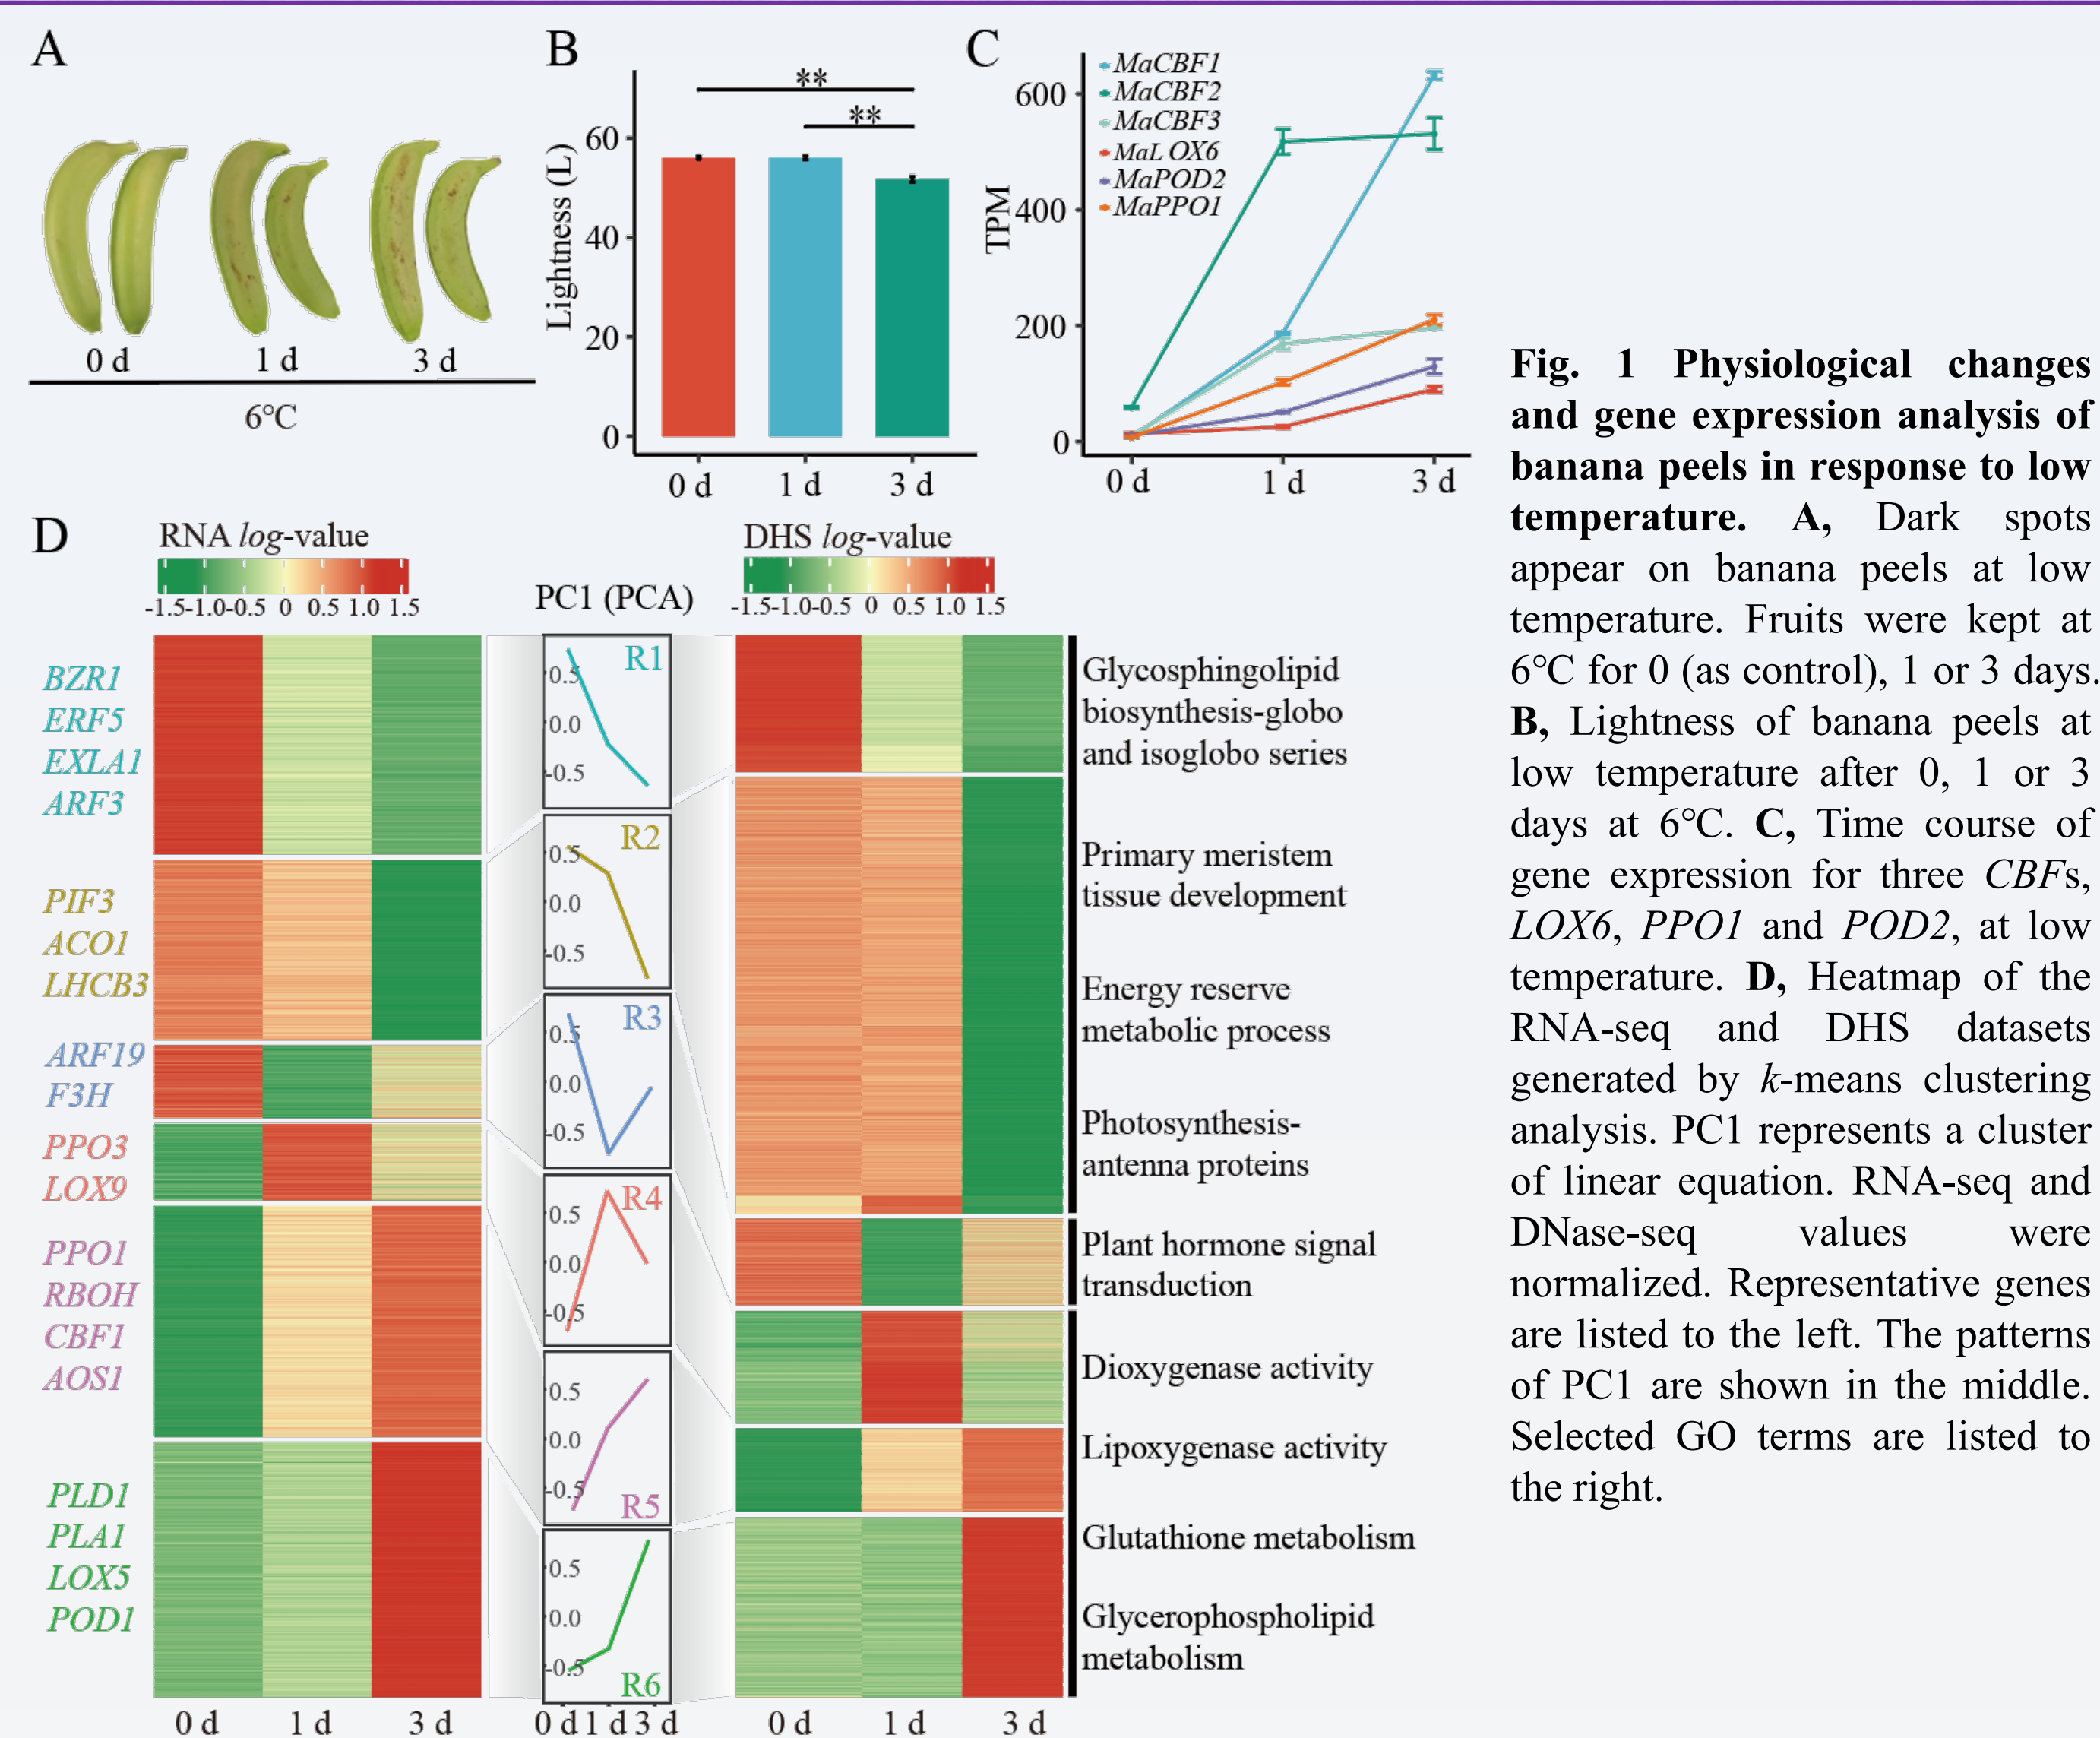 A
0 d
1 d
3 d
6°C
B
**
**
Lightness (L)
60
40
20
0
0 d
1 d
3 d
C
MaCBF1
MaCBF2
MaCBF3
MaL OX6
MaPOD2
MaPPO1
TPM
600
400
200
0
0 d
1 d
3 d
D
RNA log-value
-1.5 -1.0 -0.5 0 0.5 1.0 1.5
PC1 (PCA)
DHS log-value
-1.5 -1.0 -0.5 0 0.5 1.0 1.5
BZR1
ERF5
EXLA1
ARF3
PIF3
ACO1
LHCB3
ARF19
F3H
PPO3
LOX9
PPO1
RBOH
CBF1
AOS1
PLD1
PLA1
LOX5
POD1
0 d 1 d 3 d
R1
0.5
0.0
-0.5
R2
0.5
0.0
-0.5
R3
0.5
0.0
-0.5
R4
0.5
0.0
-0.5
0.5
0.0
-0.5
R5
0.5
0.0
-0.5
R6
0 d 1 d 3 d
0 d 1 d 3 d
Glycosphingolipid
biosynthesis-globo
and isoglobo series
Primary meristem
tissue development
Energy reserve
metabolic process
Photosynthesis-
antenna proteins
Plant hormone signal
transduction
Dioxygenase activity
Lipoxygenase activity
Glutathione metabolism
Glycerophospholipid
metabolism
Fig. 1 Physiological changes
and gene expression analysis of
banana peels in response to low
temperature. A, Dark spots
appear on banana peels at low
temperature. Fruits were kept at
6°C for 0 (as control), 1 or 3 days.
B, Lightness of banana peels at
low temperature after 0, 1 or 3
days at 6°C. C, Time course of
gene expression for three CBFs,
LOX6, PPO1 and POD2, at low
temperature. D, Heatmap of the
RNA-seq and DHS datasets
generated by k-means clustering
analysis. PC1 represents a cluster
of linear equation. RNA-seq and
DNase-seq values were
normalized. Representative genes
are listed to the left. The patterns
of PC1 are shown in the middle.
Selected GO terms are listed to
the right.